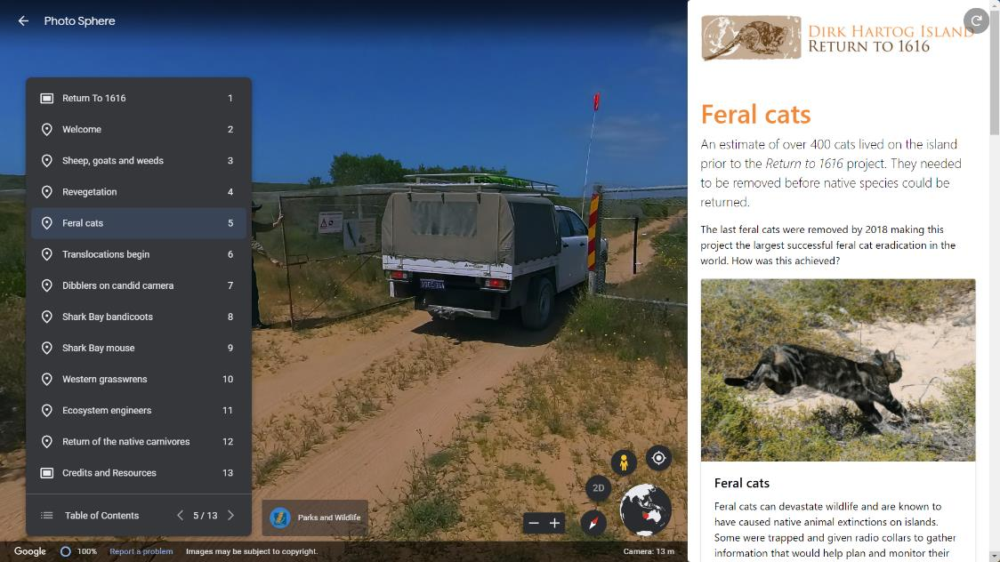 Photo Sphere
Return To 1616 1
Welcome 2
Sheep, goats and weeds 3
Revegetation 4
Feral cats 5
Translocations begin 6
Dibblers on candid camera 7
Shark Bay bandicoots 8
Shark Bay mouse 9
Western grasswrens 10
Ecosystem engineers 11
Return of the native carnivores 12
Credits and Resources 13
Table of Contents 5 / 13
Parks and Wildlife
2D
Google 100% Report a problem Images may be subject to copyright. Camera: 13 m
DIRK HARTOG ISLAND
RETURN TO 1616
Feral cats
An estimate of over 400 cats lived on the island
prior to the Return to 1616 project. They needed
to be removed before native species could be
returned.
The last feral cats were removed by 2018 making this
project the largest successful feral cat eradication in the
world. How was this achieved?
Feral cats
Feral cats can devastate wildlife and are known to
have caused native animal extinctions on islands.
Some were trapped and given radio collars to gather
information that would help plan and monitor their